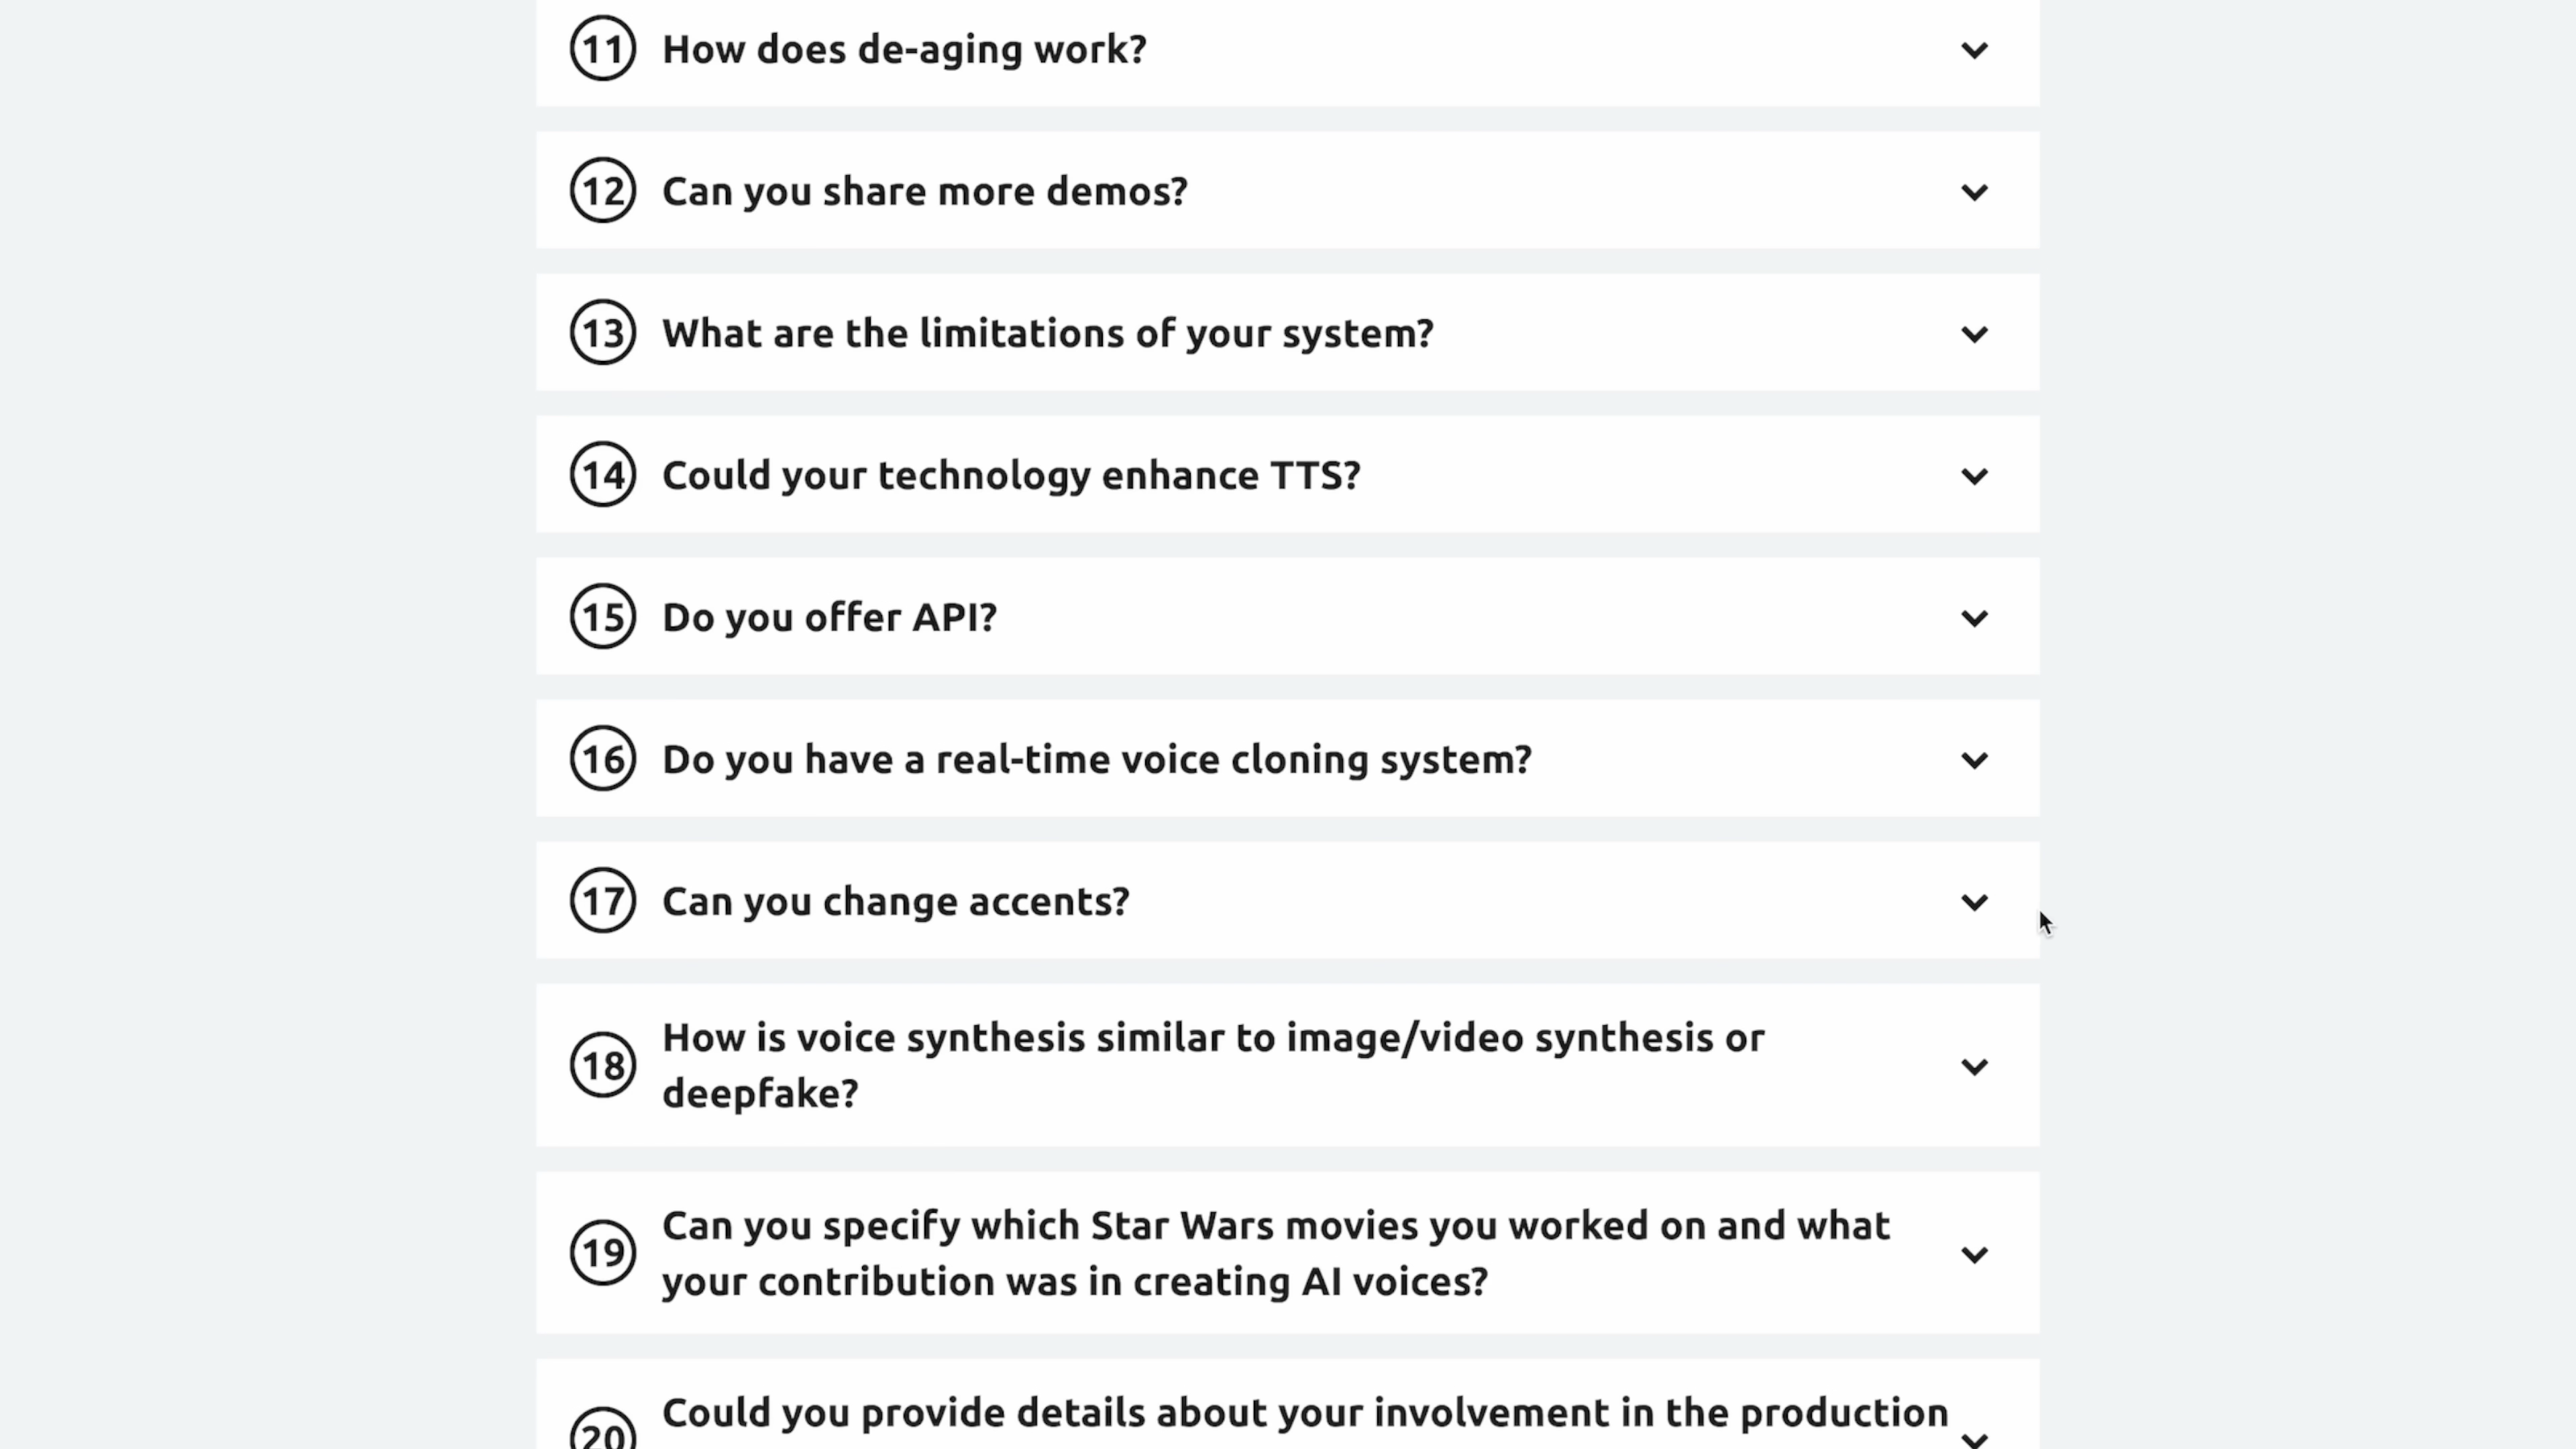 11 How does de-aging work?
12 Can you share more demos?
13 What are the limitations of your system?
14 Could your technology enhance TTS?
15 Do you offer API?
16 Do you have a real-time voice cloning system?
17 Can you change accents?
18 How is voice synthesis similar to image/video synthesis or
deepfake?
19 Can you specify which Star Wars movies you worked on and what
your contribution was in creating AI voices?
20 Could you provide details about your involvement in the production